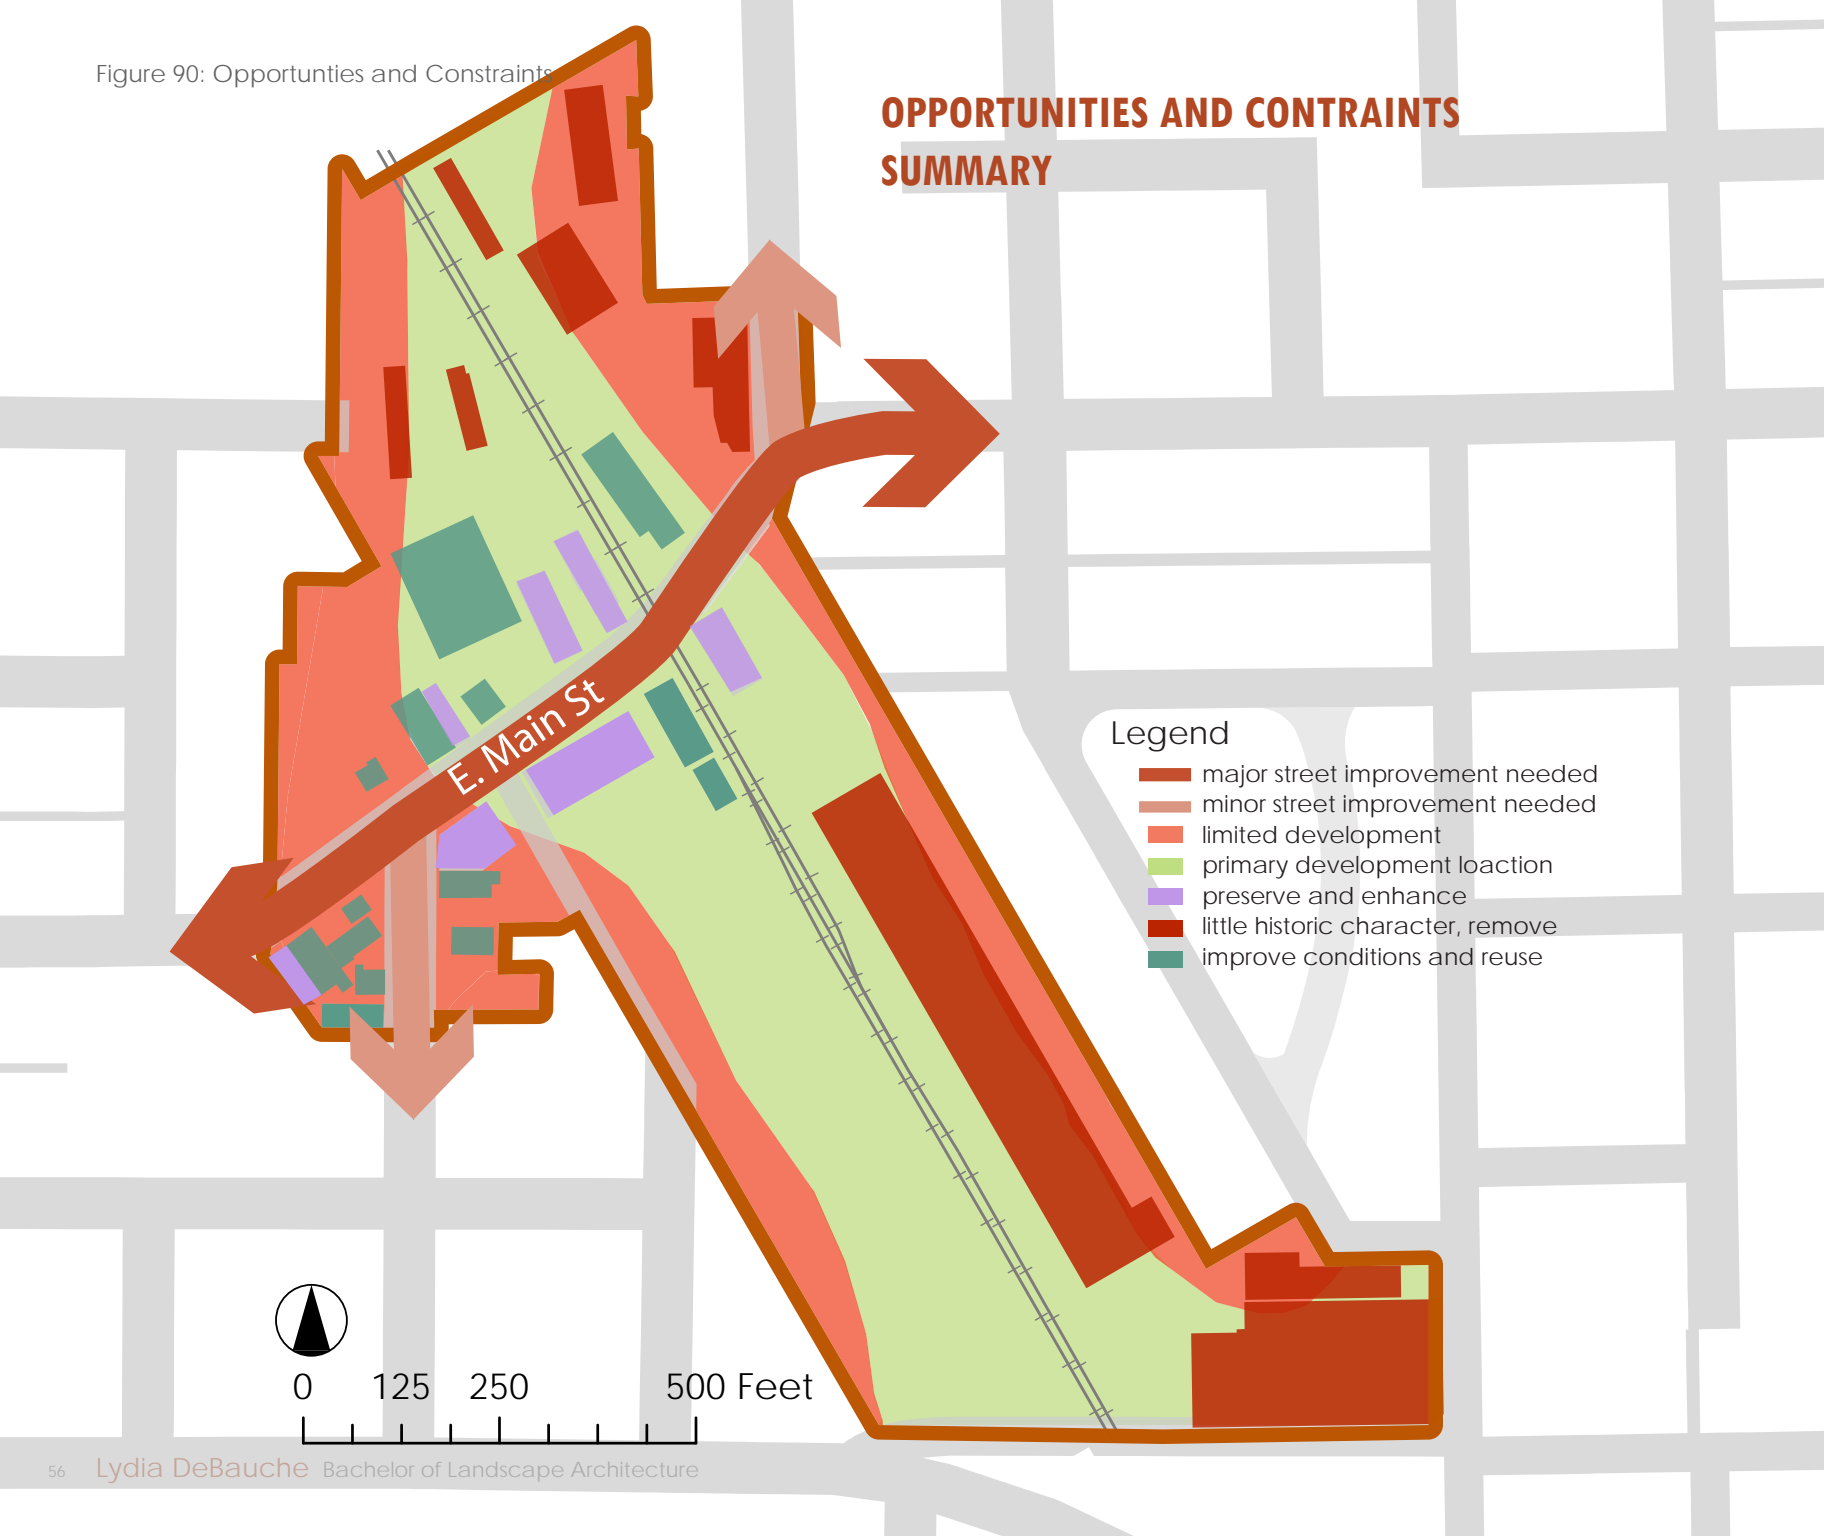 Figure 90: Opportunties and Constraints
OPPORTUNITIES AND CONTRAINTS
SUMMARY
E. Main St
Legend
major street improvement needed
minor street improvement needed
limited development
primary development loaction
preserve and enhance
little historic character, remove
improve conditions and reuse
0 125 250 500 Feet
56 Lydia DeBauche Bachelor of Landscape Architecture